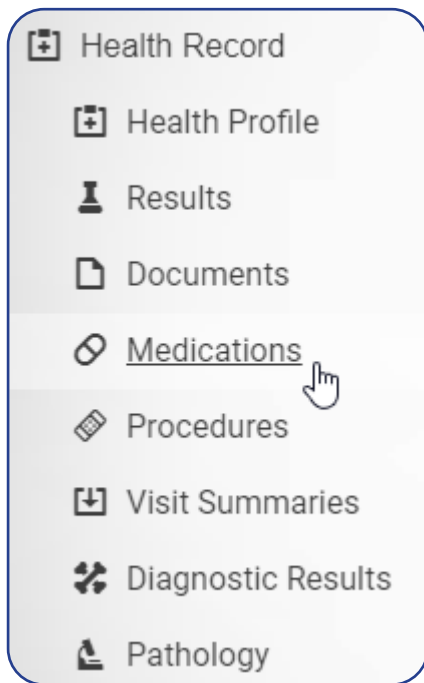 Health Record
Health Profile
Results
Documents
Medications
Procedures
Visit Summaries
Diagnostic Results
Pathology